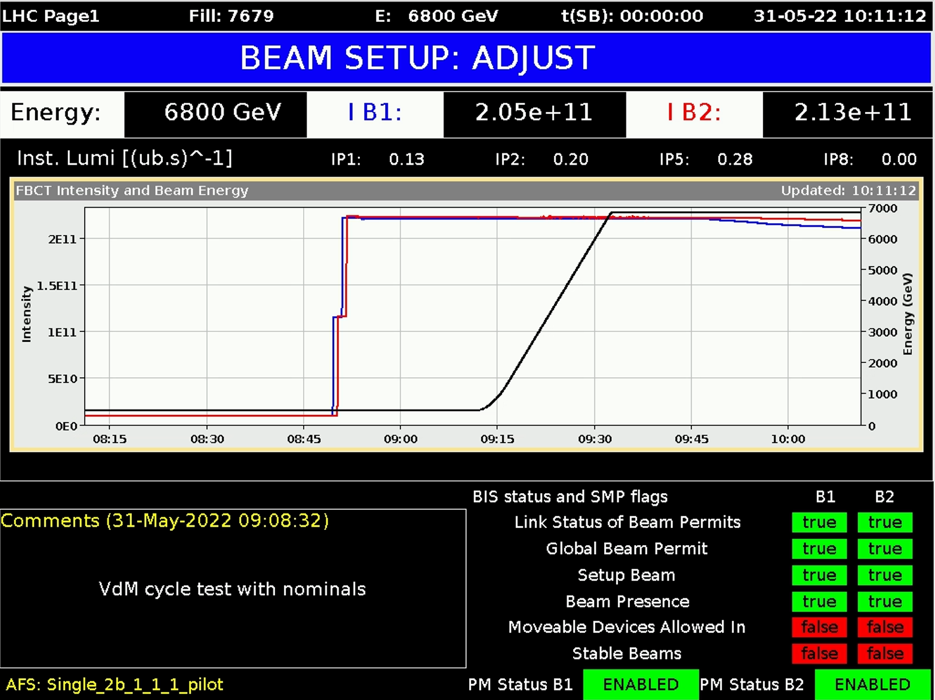 LHC Page1 Fill: 7679 E: 6800 GeV t(SB): 00:00:00 31-05-22 10:11:12
BEAM SETUP: ADJUST
Energy: 6800 GeV I B1: 2.05e+11 I B2: 2.13e+11
Inst. Lumi [(ub.s)^-1] IP1: 0.13 IP2: 0.20 IP5: 0.28 IP8: 0.00
FBCT Intensity and Beam Energy Updated: 10:11:12
Intensity
2E11
1.5E11
1E11
5E10
0E0
7000
6000
5000
4000
3000
2000
1000
0
Energy (GeV)
08:15 08:30 08:45 09:00 09:15 09:30 09:45 10:00
Comments (31-May-2022 09:08:32)
VdM cycle test with nominals
BIS status and SMP flags B1 B2
Link Status of Beam Permits true true
Global Beam Permit true true
Setup Beam true true
Beam Presence true true
Moveable Devices Allowed In false false
Stable Beams false false
AFS: Single_2b_1_1_1_pilot PM Status B1 ENABLED PM Status B2 ENABLED